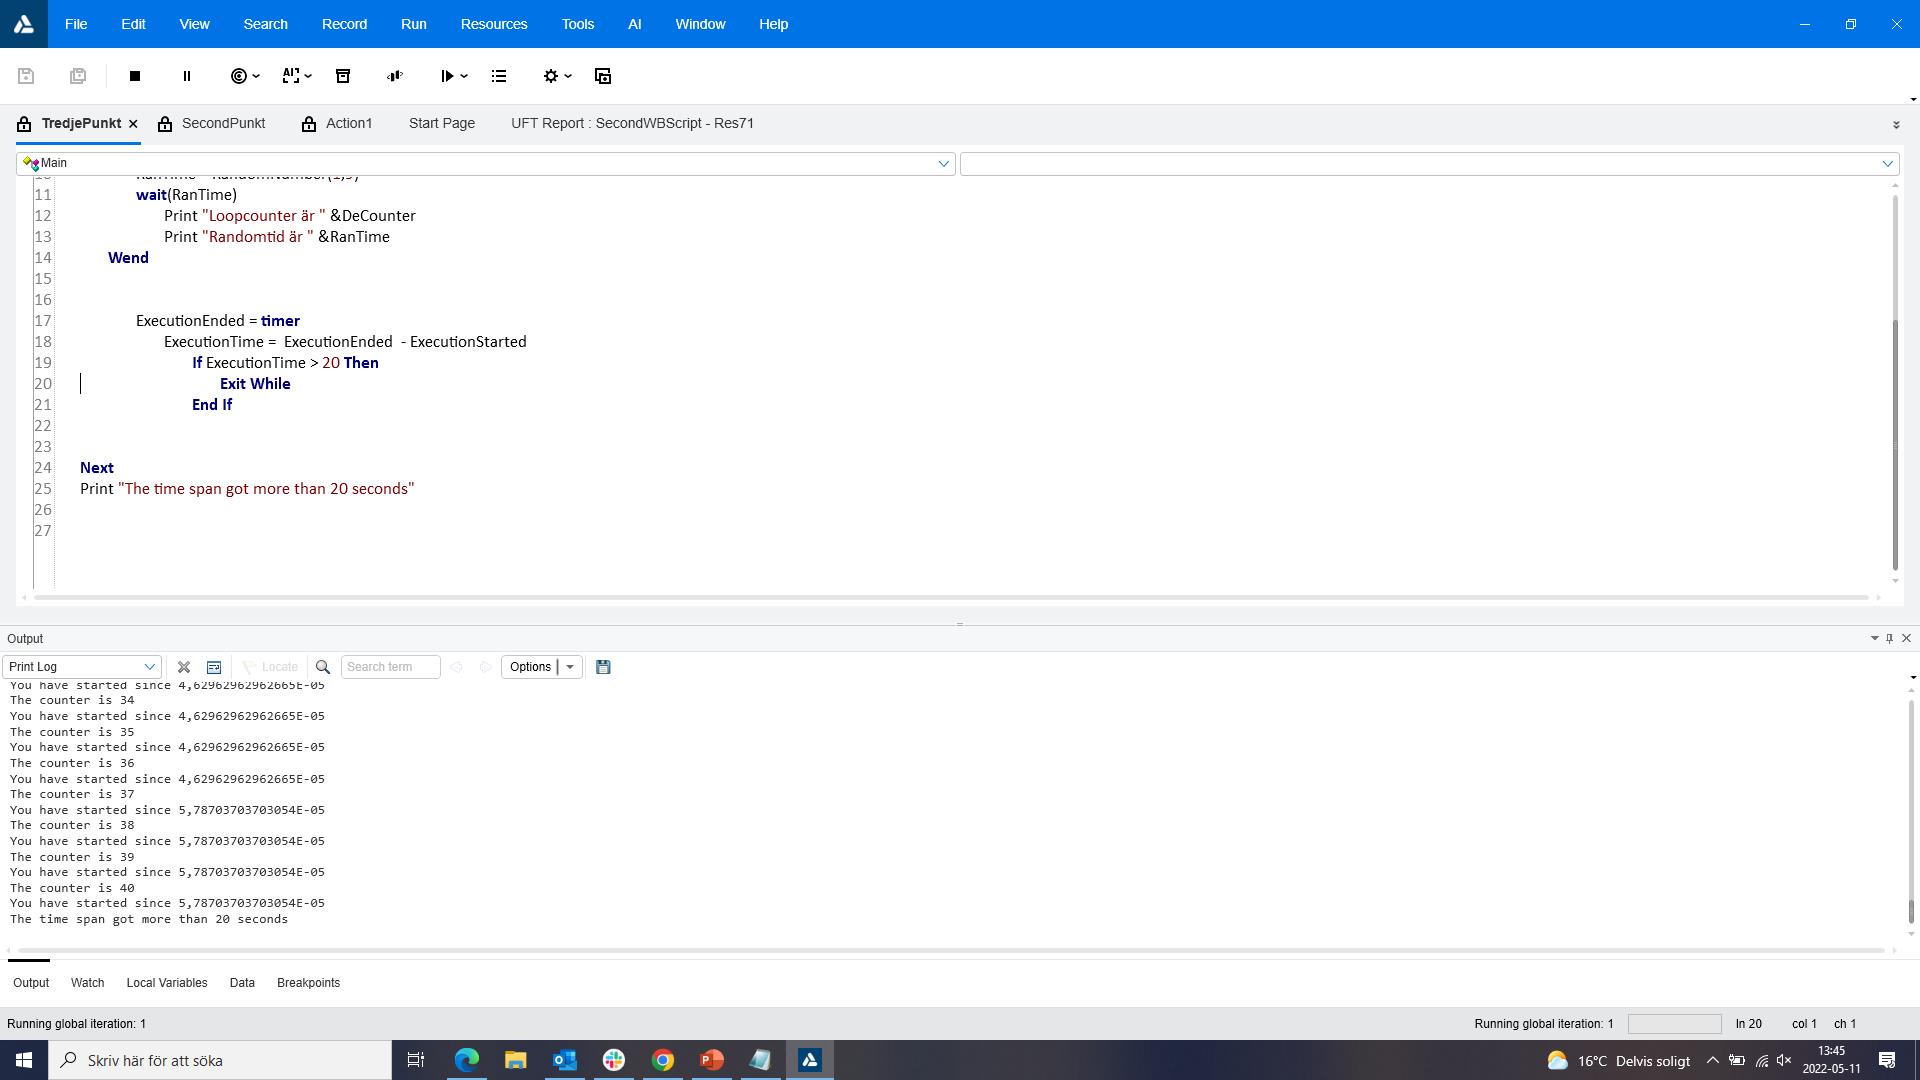 File Edit View Search Record Run Resources Tools AI Window Help
TredjePunkt SecondPunkt Action1 Start Page UFT Report : SecondWBScript - Res71
Main
11 wait(RanTime)
12 Print "Loopcounter är " &DeCounter
13 Print "Randomtid är " &RanTime
14 Wend
15
16
17 ExecutionEnded = timer
18 ExecutionTime =  ExecutionEnded  - ExecutionStarted
19 If ExecutionTime > 20 Then
20 Exit While
21 End If
22
23
24 Next
25 Print "The time span got more than 20 seconds"
26
27
Output
Print Log Locate Search term Options
You have started since 4,62962962962665E-05
The counter is 34
You have started since 4,62962962962665E-05
The counter is 35
You have started since 4,62962962962665E-05
The counter is 36
You have started since 4,62962962962665E-05
The counter is 37
You have started since 5,78703703703054E-05
The counter is 38
You have started since 5,78703703703054E-05
The counter is 39
You have started since 5,78703703703054E-05
The counter is 40
You have started since 5,78703703703054E-05
The time span got more than 20 seconds
Output Watch Local Variables Data Breakpoints
Running global iteration: 1 Running global iteration: 1 ln 20 col 1 ch 1
Skriv här för att söka 16°C Delvis soligt 13:45
2022-05-11